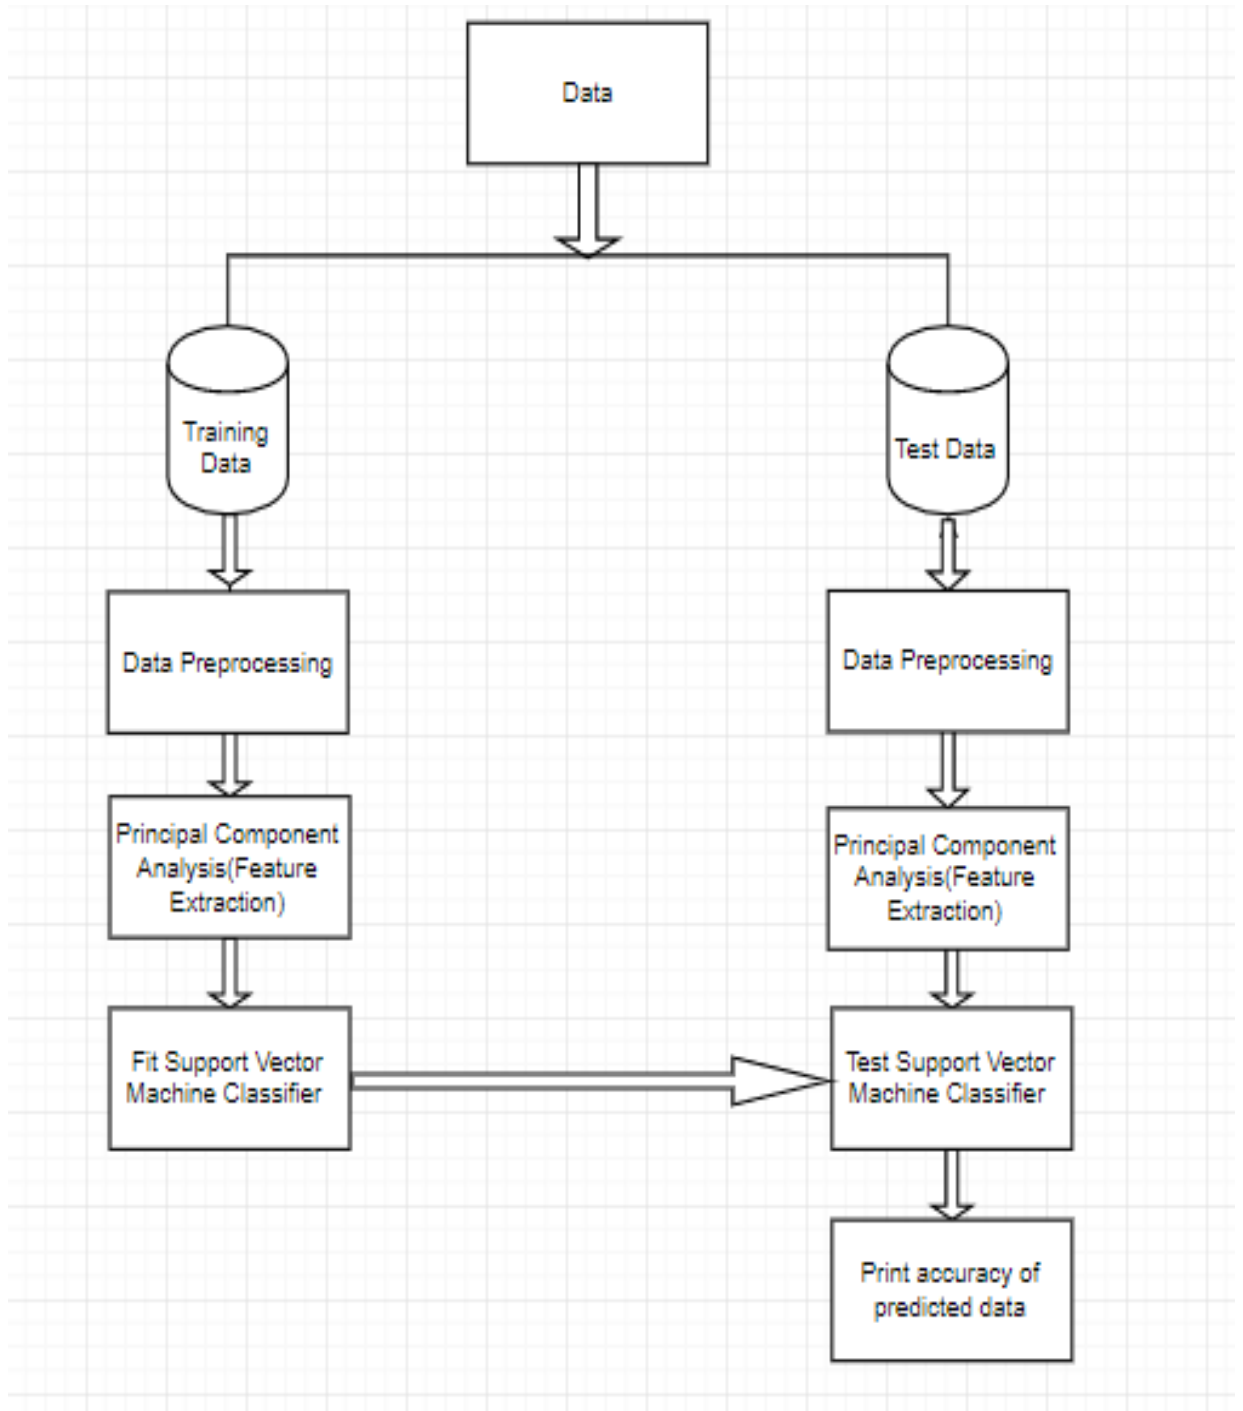 Data
Training
Data
Test Data
Data Preprocessing
Data Preprocessing
Principal Component
Analysis(Feature
Extraction)
Principal Component
Analysis(Feature
Extraction)
Fit Support Vector
Machine Classifier
Test Support Vector
Machine Classifier
Print accuracy of
predicted data